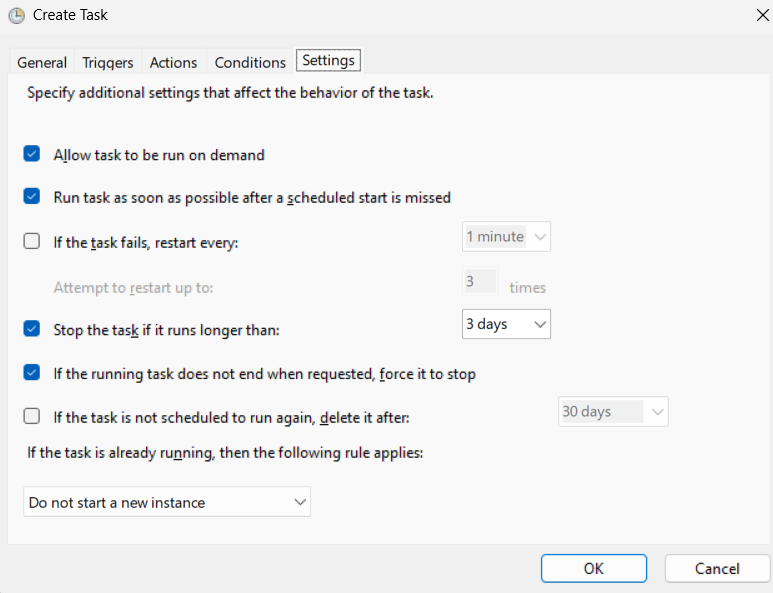 Create Task
General Triggers Actions Conditions Settings
Specify additional settings that affect the behavior of the task.
Allow task to be run on demand
Run task as soon as possible after a scheduled start is missed
If the task fails, restart every: 1 minute
Attempt to restart up to: 3 times
Stop the task if it runs longer than: 3 days
If the running task does not end when requested, force it to stop
If the task is not scheduled to run again, delete it after: 30 days
If the task is already running, then the following rule applies:
Do not start a new instance
OK Cancel